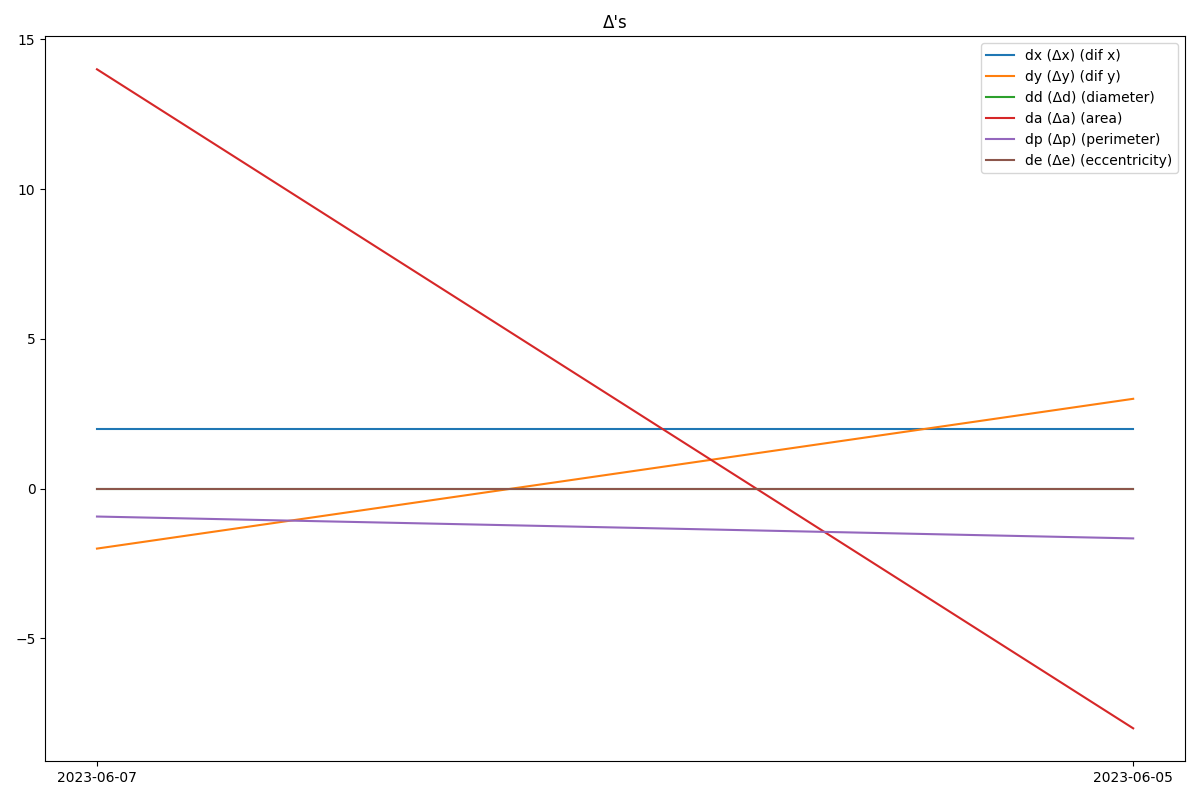 Δ's
15
10
5
0
−5
dx (Δx) (dif x)
dy (Δy) (dif y)
dd (Δd) (diameter)
da (Δa) (area)
dp (Δp) (perimeter)
de (Δe) (eccentricity)
2023-06-07
2023-06-05